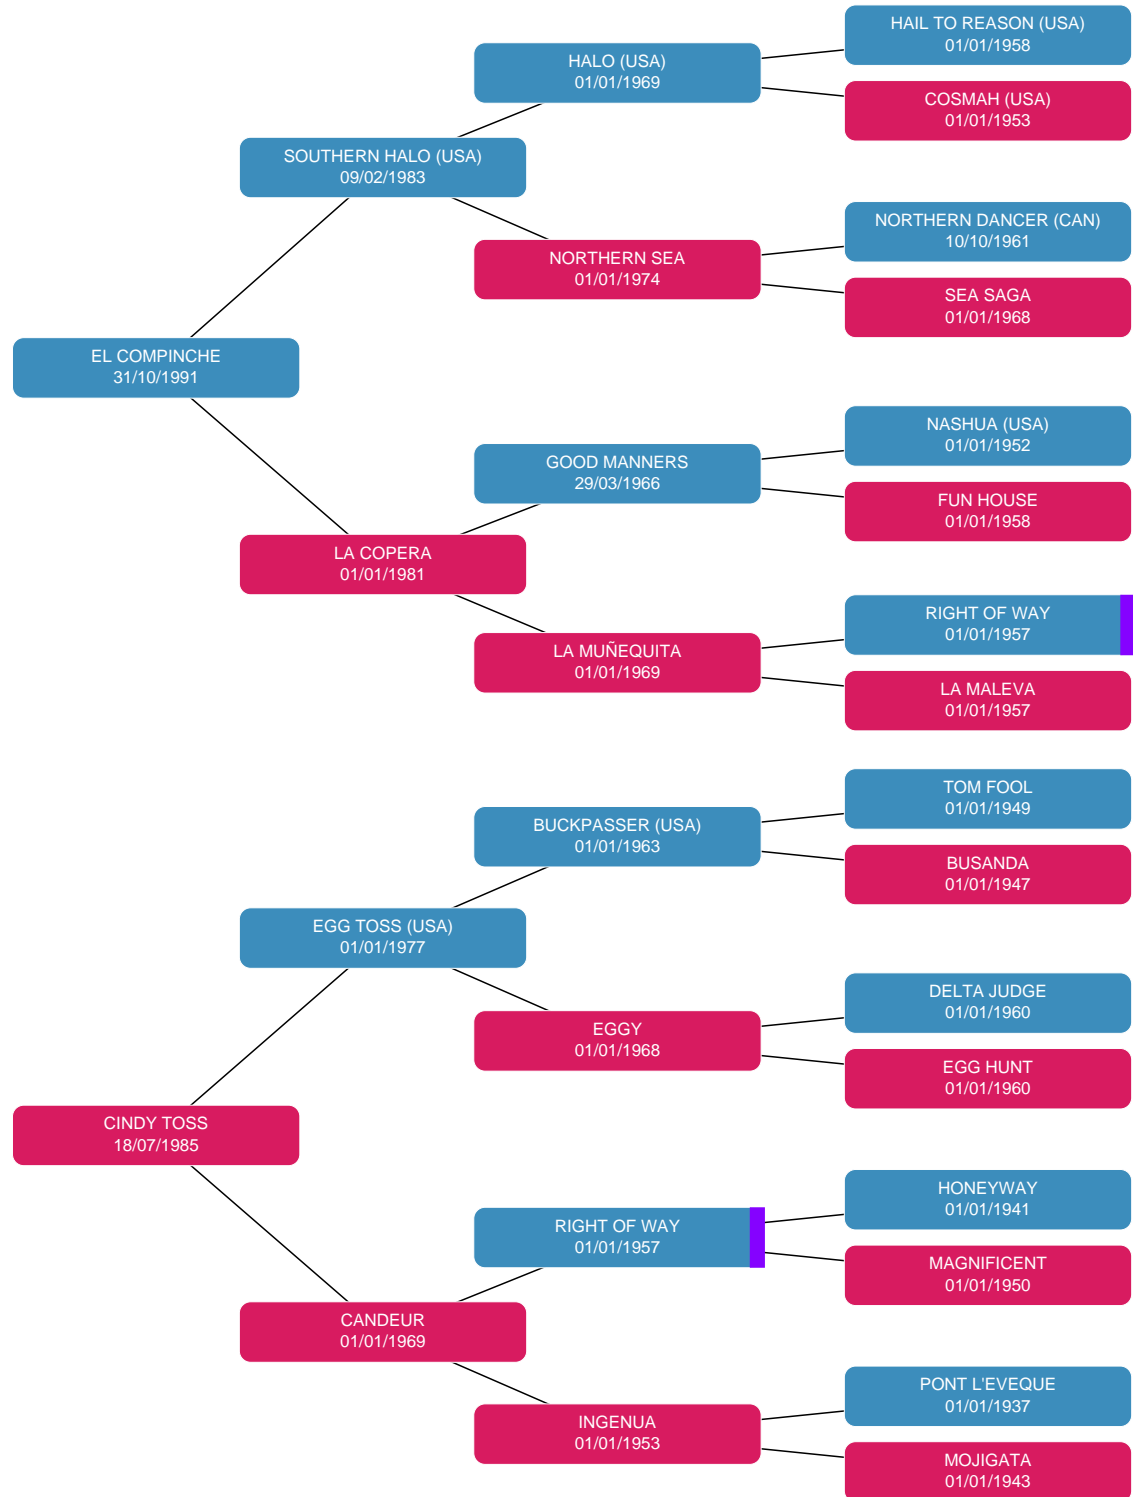 HAIL TO REASON (USA)
01/01/1958
HALO (USA)
01/01/1969
COSMAH (USA)
01/01/1953
SOUTHERN HALO (USA)
09/02/1983
NORTHERN DANCER (CAN)
10/10/1961
NORTHERN SEA
01/01/1974
SEA SAGA
01/01/1968
EL COMPINCHE
31/10/1991
NASHUA (USA)
01/01/1952
GOOD MANNERS
29/03/1966
FUN HOUSE
01/01/1958
LA COPERA
01/01/1981
RIGHT OF WAY
01/01/1957
LA MUÑEQUITA
01/01/1969
LA MALEVA
01/01/1957
TOM FOOL
01/01/1949
BUCKPASSER (USA)
01/01/1963
BUSANDA
01/01/1947
EGG TOSS (USA)
01/01/1977
DELTA JUDGE
01/01/1960
EGGY
01/01/1968
EGG HUNT
01/01/1960
CINDY TOSS
18/07/1985
HONEYWAY
01/01/1941
RIGHT OF WAY
01/01/1957
MAGNIFICENT
01/01/1950
CANDEUR
01/01/1969
PONT L'EVEQUE
01/01/1937
INGENUA
01/01/1953
MOJIGATA
01/01/1943